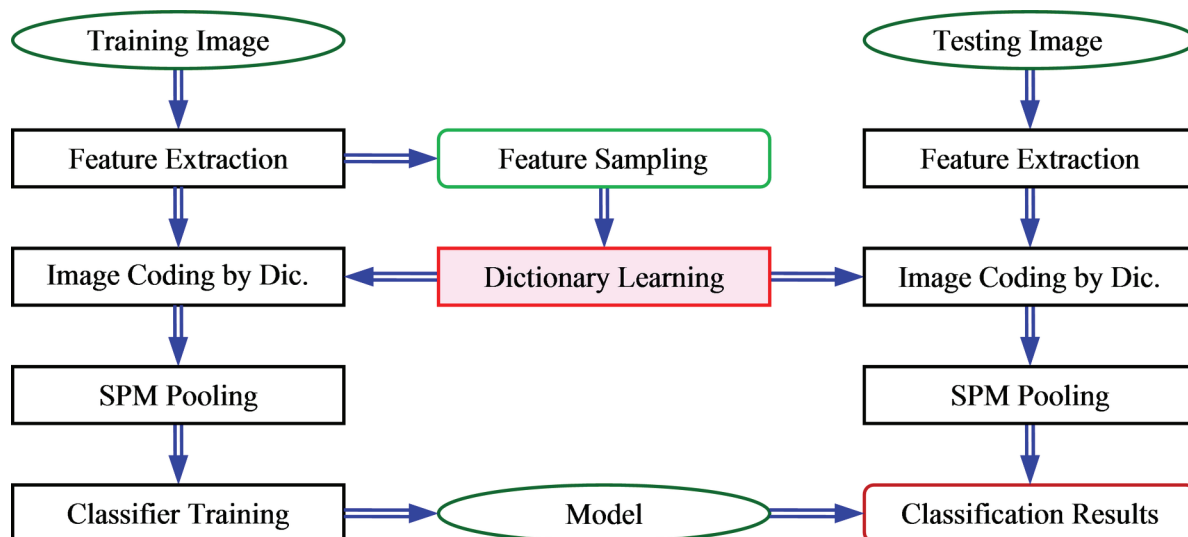 Training Image
Testing Image
Feature Extraction
Feature Sampling
Feature Extraction
Image Coding by Dic.
Dictionary Learning
Image Coding by Dic.
SPM Pooling
SPM Pooling
Classifier Training
Model
Classification Results